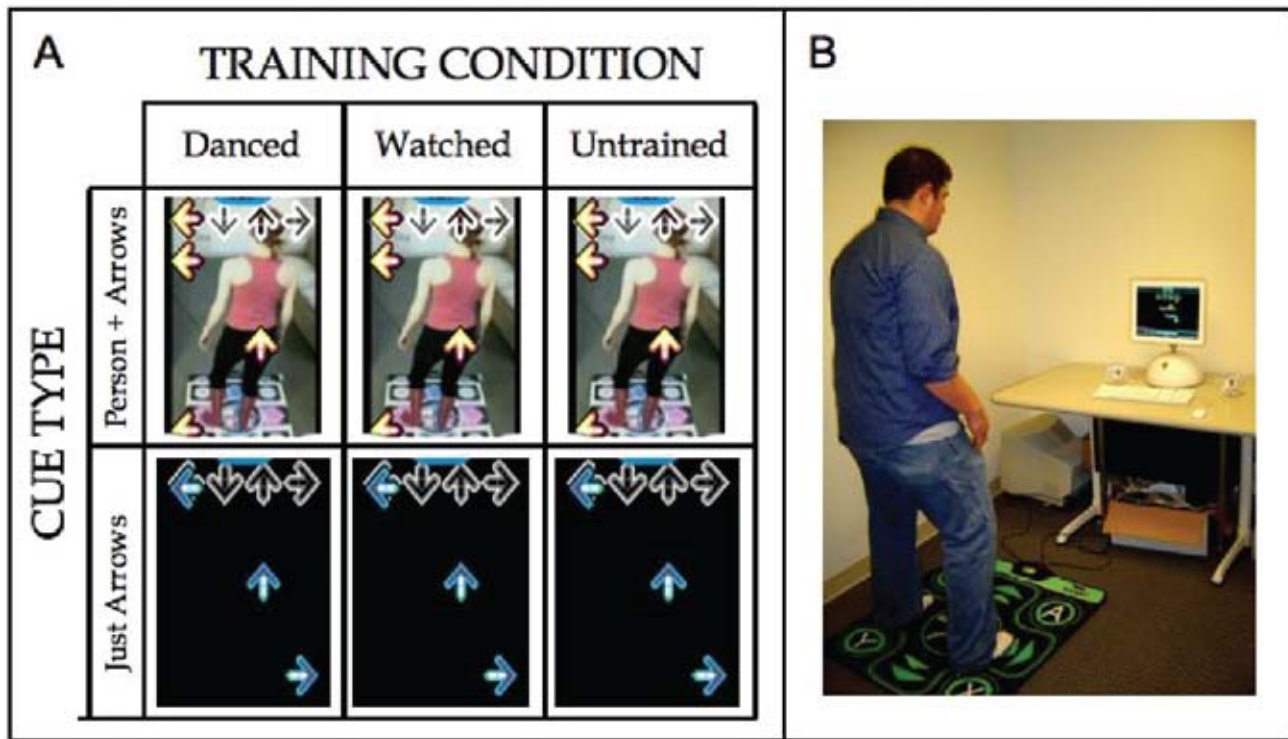 A
TRAINING CONDITION
Danced
Watched
Untrained
CUE TYPE
Person + Arrows
Just Arrows
B
Y
A
X